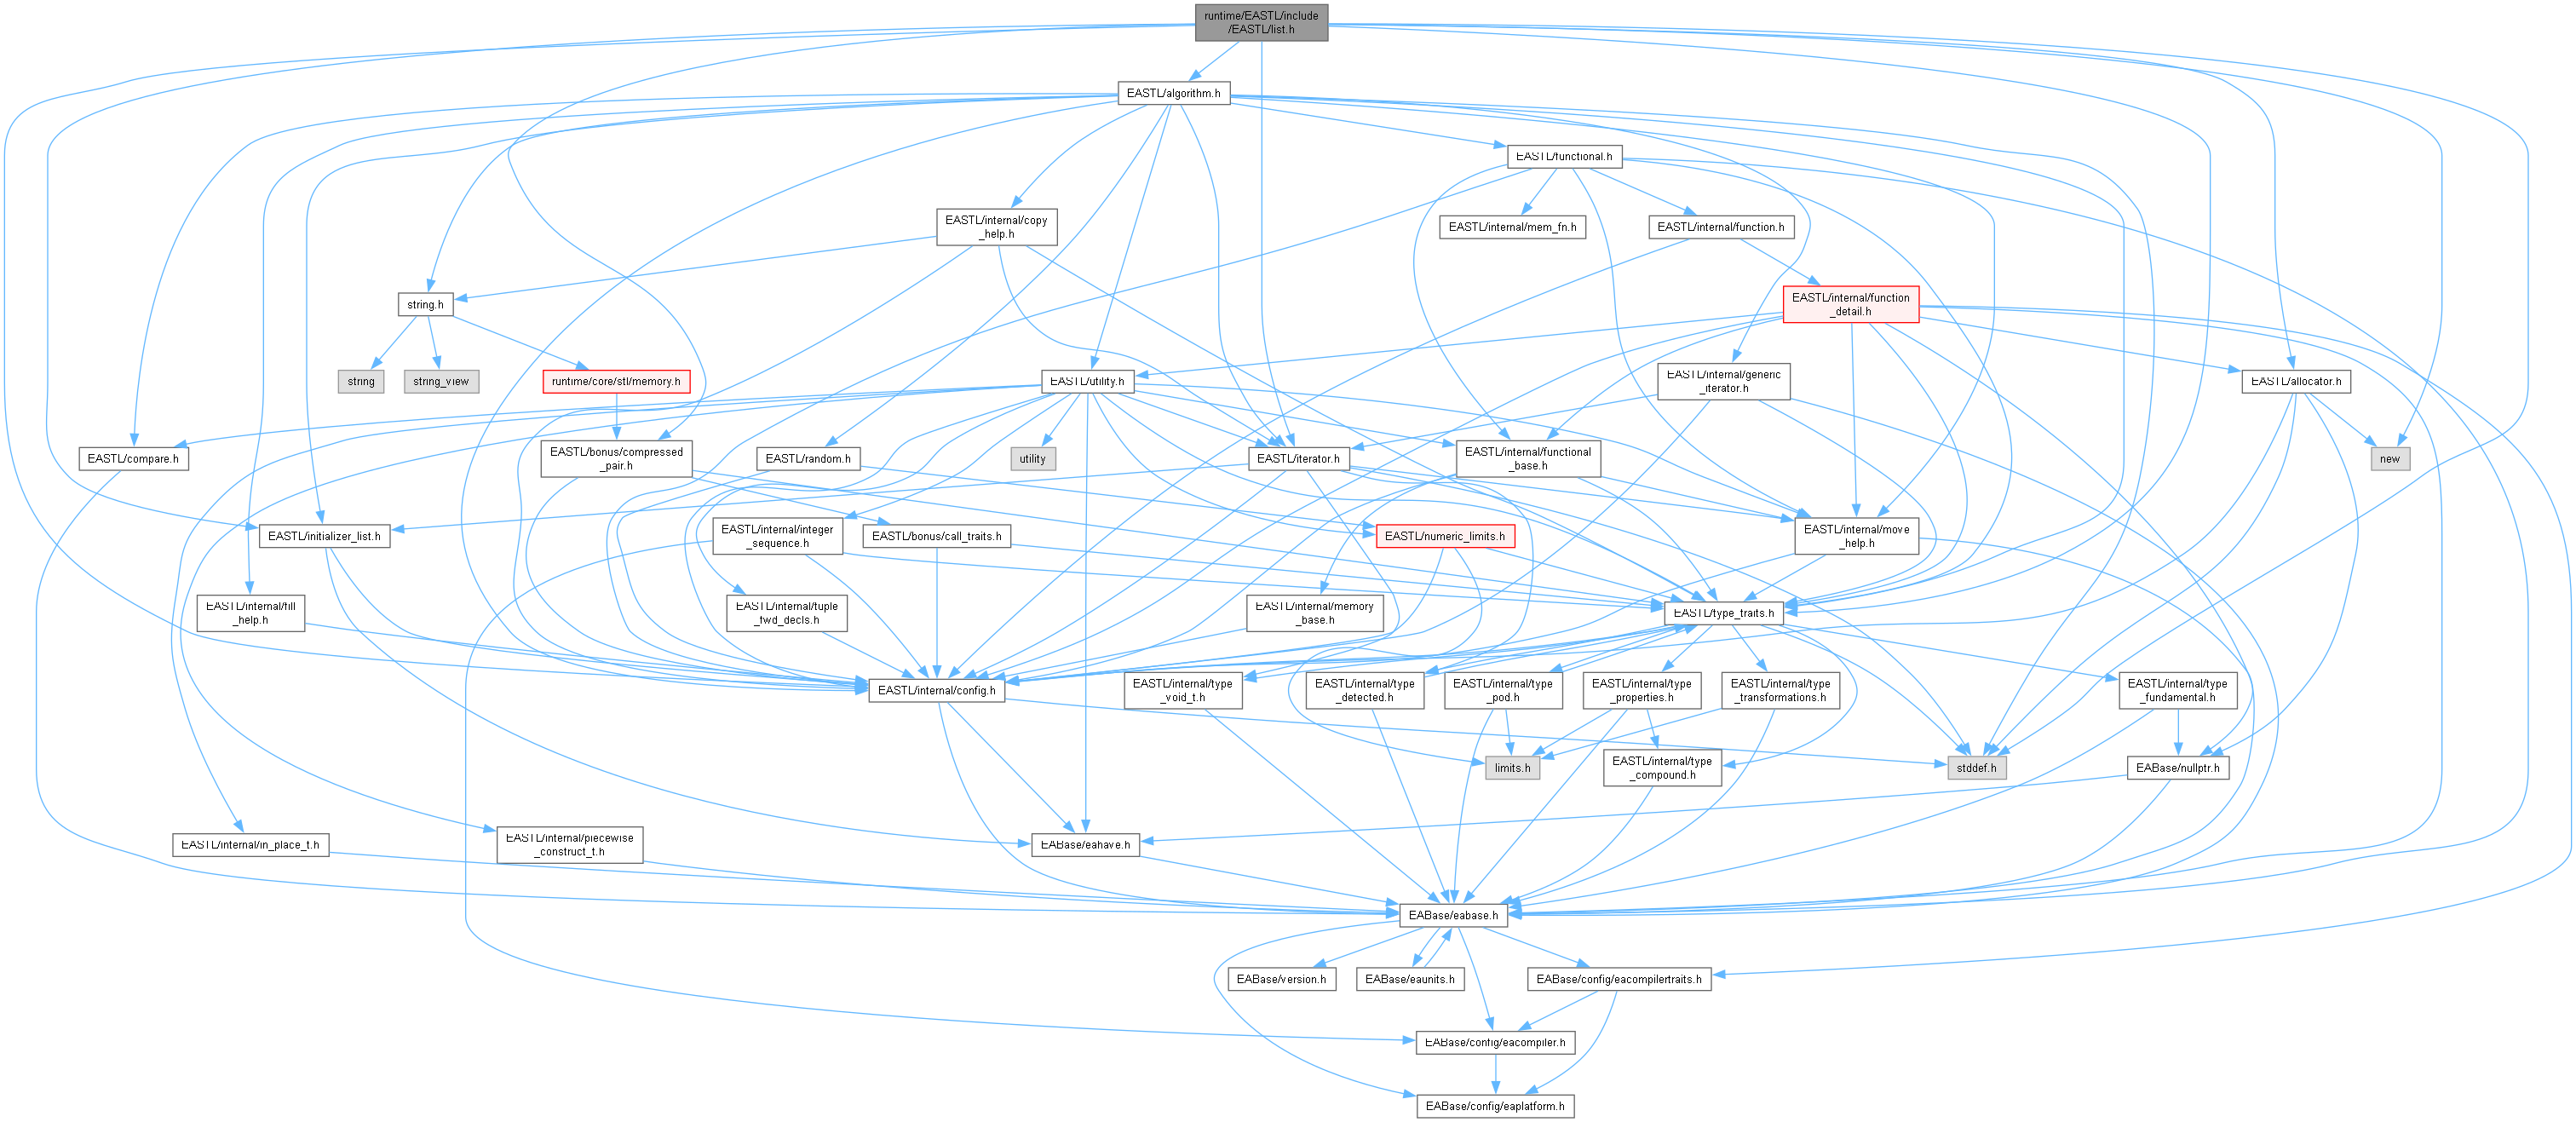 runtime/EASTL/include
/EASTL/list.h
EASTL/algorithm.h
EASTL/functional.h
EASTL/internal/copy
_help.h
EASTL/internal/mem_fn.h
EASTL/internal/function.h
string.h
EASTL/internal/function
_detail.h
string
string_view
runtime/core/stl/memory.h
EASTL/utility.h
EASTL/internal/generic
_iterator.h
EASTL/allocator.h
EASTL/compare.h
EASTL/bonus/compressed
_pair.h
EASTL/random.h
utility
EASTL/iterator.h
EASTL/internal/functional
_base.h
new
EASTL/initializer_list.h
EASTL/internal/integer
_sequence.h
EASTL/bonus/call_traits.h
EASTL/numeric_limits.h
EASTL/internal/move
_help.h
EASTL/internal/fill
_help.h
EASTL/internal/tuple
_fwd_decls.h
EASTL/internal/memory
_base.h
EASTL/type_traits.h
EASTL/internal/config.h
EASTL/internal/type
_void_t.h
EASTL/internal/type
_detected.h
EASTL/internal/type
_pod.h
EASTL/internal/type
_properties.h
EASTL/internal/type
_transformations.h
EASTL/internal/type
_fundamental.h
limits.h
EASTL/internal/type
_compound.h
stddef.h
EABase/nullptr.h
EASTL/internal/in_place_t.h
EASTL/internal/piecewise
_construct_t.h
EABase/eahave.h
EABase/eabase.h
EABase/version.h
EABase/eaunits.h
EABase/config/eacompilertraits.h
EABase/config/eacompiler.h
EABase/config/eaplatform.h